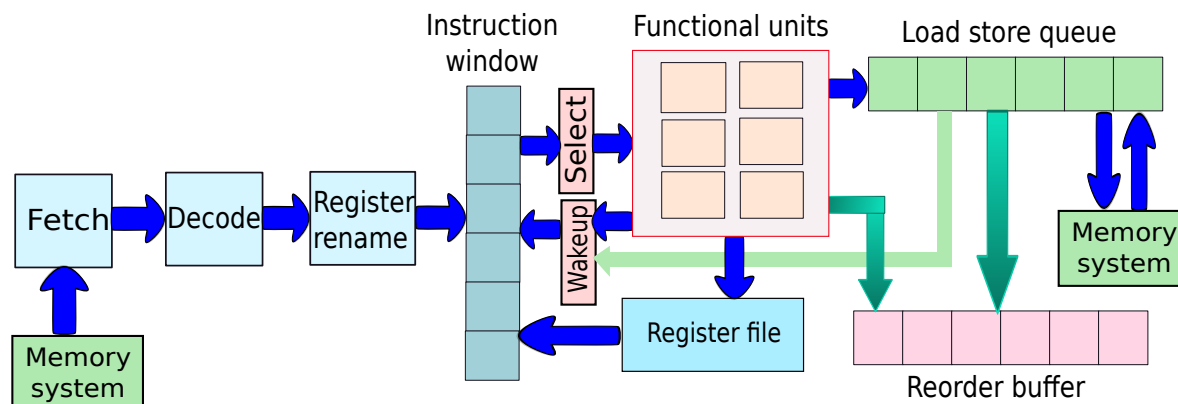 Instruction
window
Functional units
Load store queue
Select
Fetch
Decode
Register
rename
Wakeup
Memory
system
Register file
Memory
system
Reorder buffer